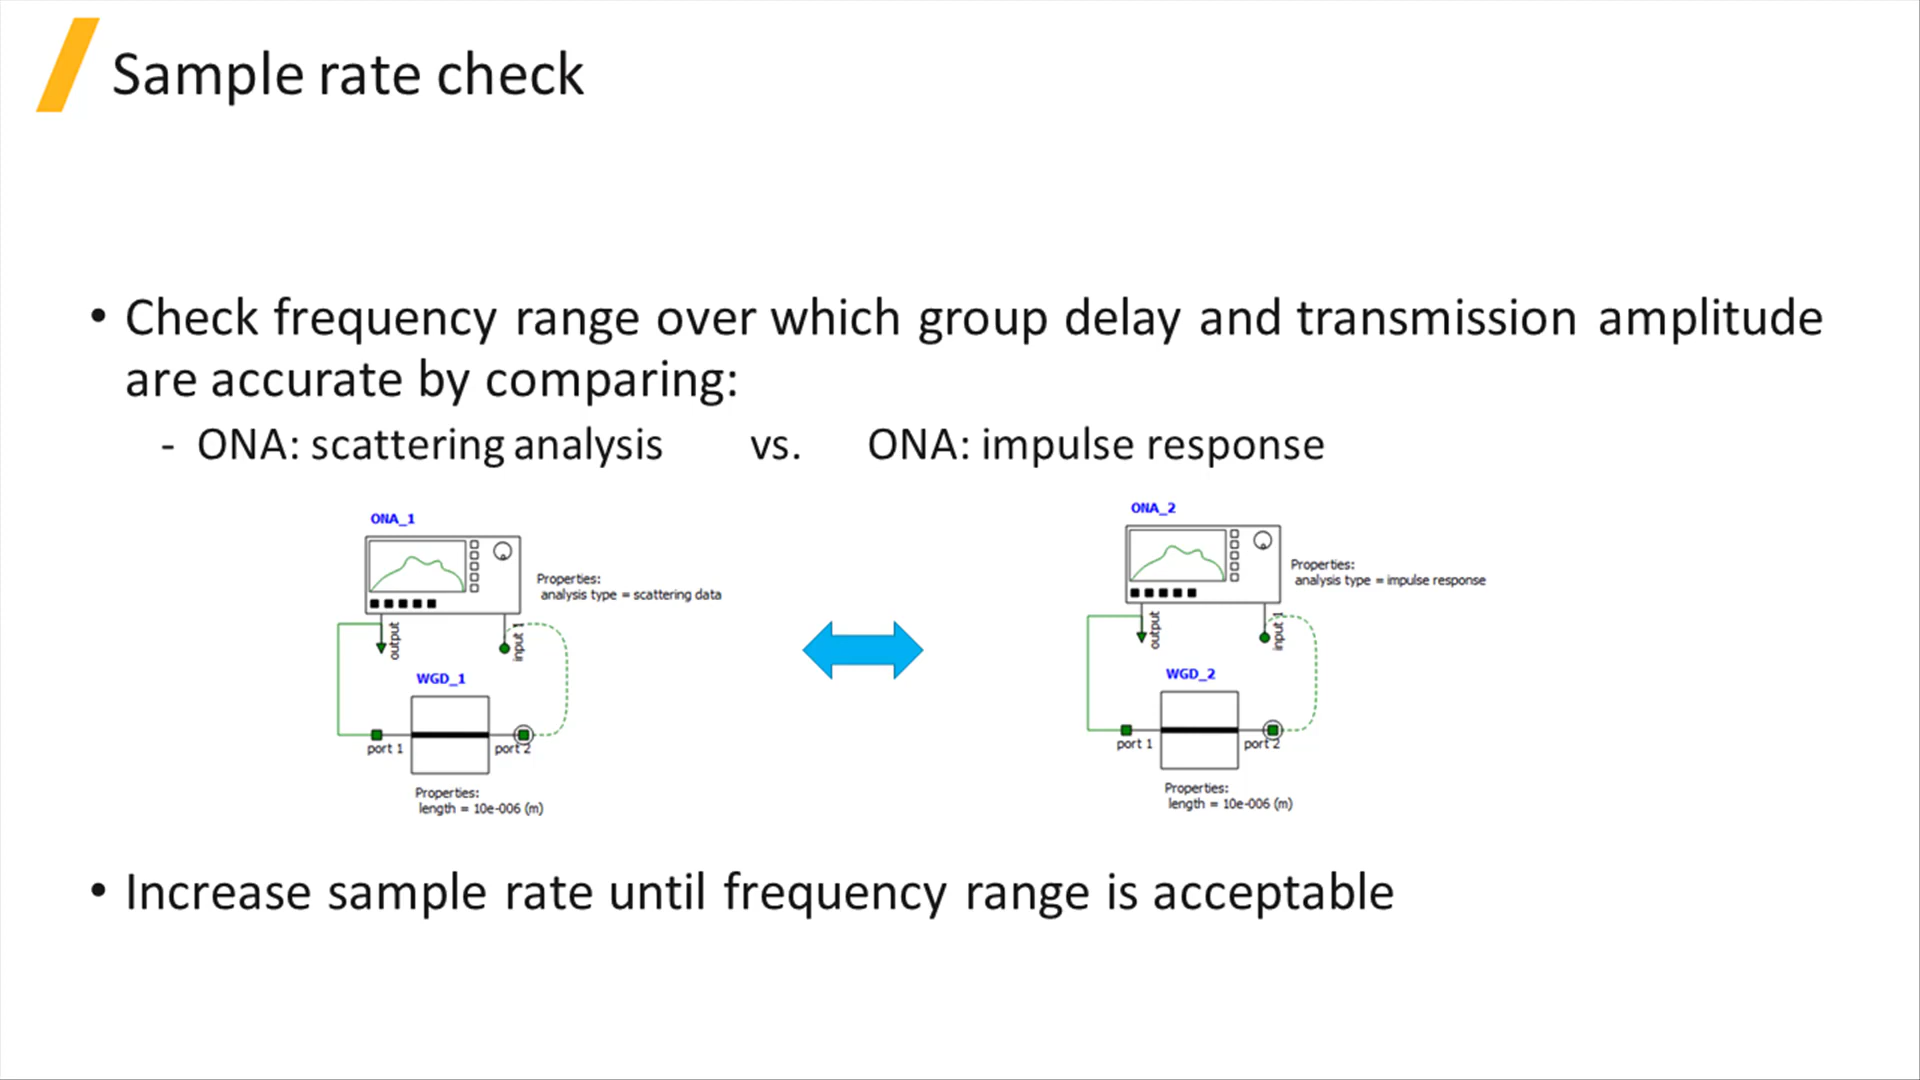 Sample rate check
• Check frequency range over which group delay and transmission amplitude
are accurate by comparing:
- ONA: scattering analysis vs. ONA: impulse response
ONA_1
Properties:
analysis type = scattering data
output
input 1
WGD_1
port 1
port 2
Properties:
length = 10e-006 (m)
ONA_2
Properties:
analysis type = impulse response
output
input 1
WGD_2
port 1
port 2
Properties:
length = 10e-006 (m)
• Increase sample rate until frequency range is acceptable